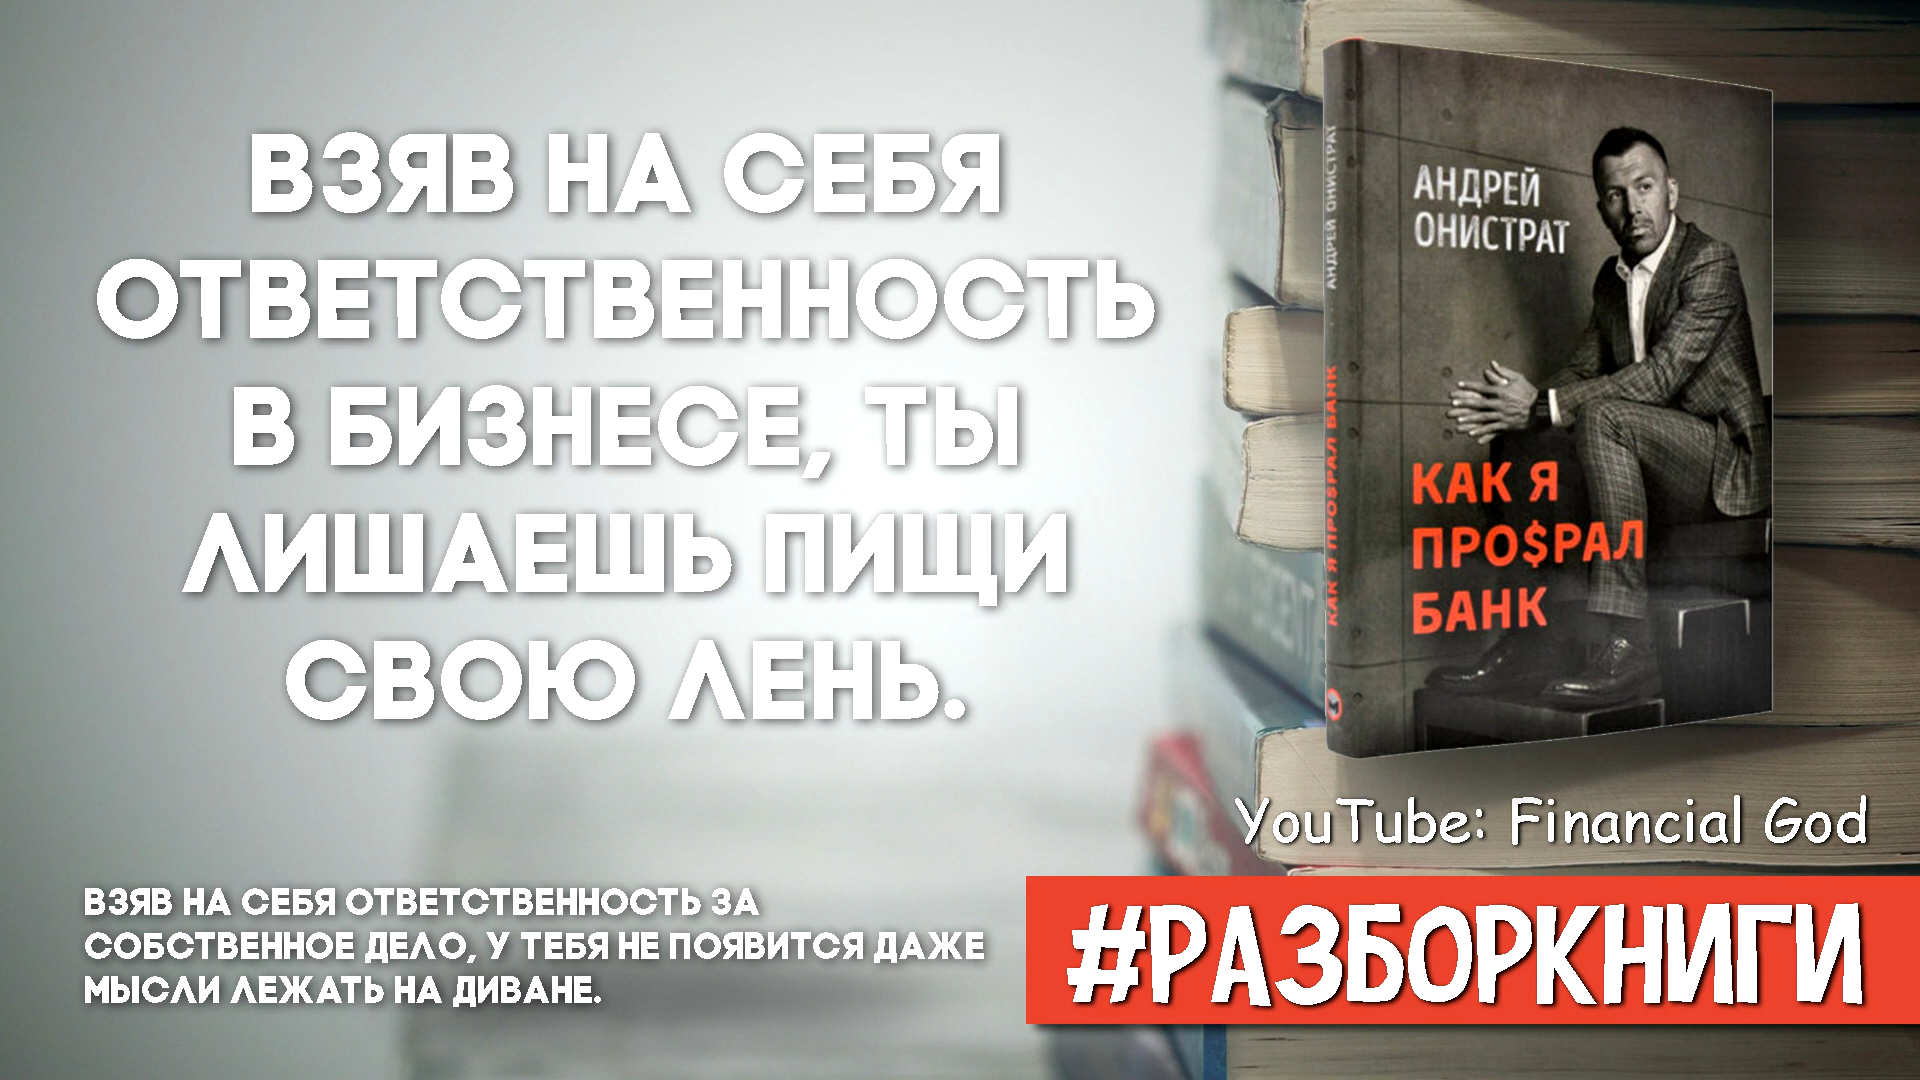 ВЗЯВ НА СЕБЯ
ОТВЕТСТВЕННОСТЬ
В БИЗНЕСЕ, ТЫ
ЛИШАЕШЬ ПИЩИ
СВОЮ ЛЕНЬ.
ВЗЯВ НА СЕБЯ ОТВЕТСТВЕННОСТЬ ЗА
СОБСТВЕННОЕ ДЕЛО, У ТЕБЯ НЕ ПОЯВИТСЯ ДАЖЕ
МЫСЛИ ЛЕЖАТЬ НА ДИВАНЕ.
АНДРЕЙ ОНИСТРАТ
КАК Я ПРО$РАЛ БАНК
АНДРЕЙ
ОНИСТРАТ
КАК Я
ПРО$РАЛ
БАНК
YouTube: Financial God
#РАЗБОРКНИГИ